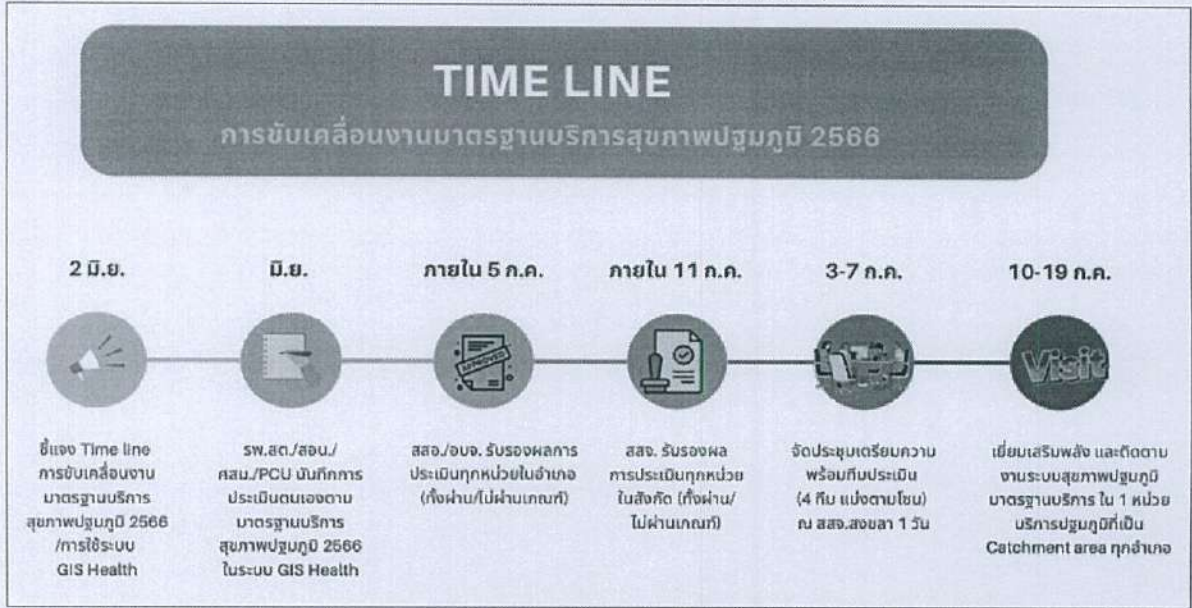 TIME LINE
การขับเคลื่อนงานมาตรฐานบริการสุขภาพปฐมภูมิ 2566
2 มิ.ย.
ชี้แจง Time line
การขับเคลื่อนงาน
มาตรฐานบริการ
สุขภาพปฐมภูมิ 2566
/การใช้ระบบ
GIS Health
มิ.ย.
รพ.สต./สอน./
ศสม./PCU บันทึกการ
ประเมินตนเองตาม
มาตรฐานบริการ
สุขภาพปฐมภูมิ 2566
ในระบบ GIS Health
ภายใน 5 ก.ค.
APPROVED
สสอ./อบจ. รับรองผลการ
ประเมินทุกหน่วยในอำเภอ
(ทั้งผ่าน/ไม่ผ่านเกณฑ์)
ภายใน 11 ก.ค.
สสจ. รับรองผล
การประเมินทุกหน่วย
ในสังกัด (ทั้งผ่าน/
ไม่ผ่านเกณฑ์)
3-7 ก.ค.
จัดประชุมเตรียมความ
พร้อมทีมประเมิน
(4 ทีม แบ่งตามโซน)
ณ สสจ.สงขลา 1 วัน
10-19 ก.ค.
Visit
เยี่ยมเสริมพลัง และติดตาม
งานระบบสุขภาพปฐมภูมิ
มาตรฐานบริการ ใน 1 หน่วย
บริการปฐมภูมิที่เป็น
Catchment area ทุกอำเภอ